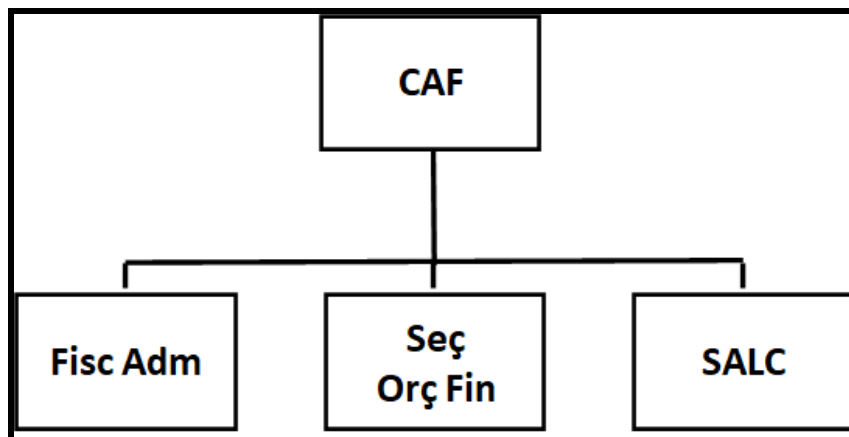 CAF
Fisc Adm
Seç
Orç Fin
SALC